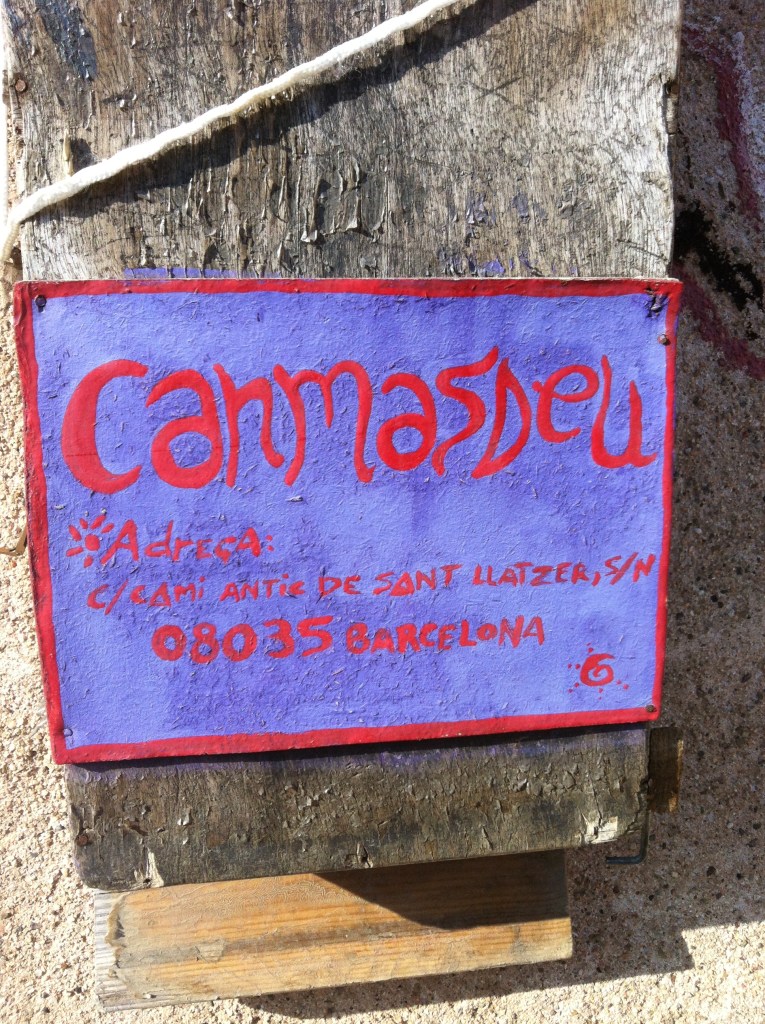 CanmasDeu
AdreçA:
C/CAMI ANTIC DE SANT LLATZER, S/N
08035 BARCELONA